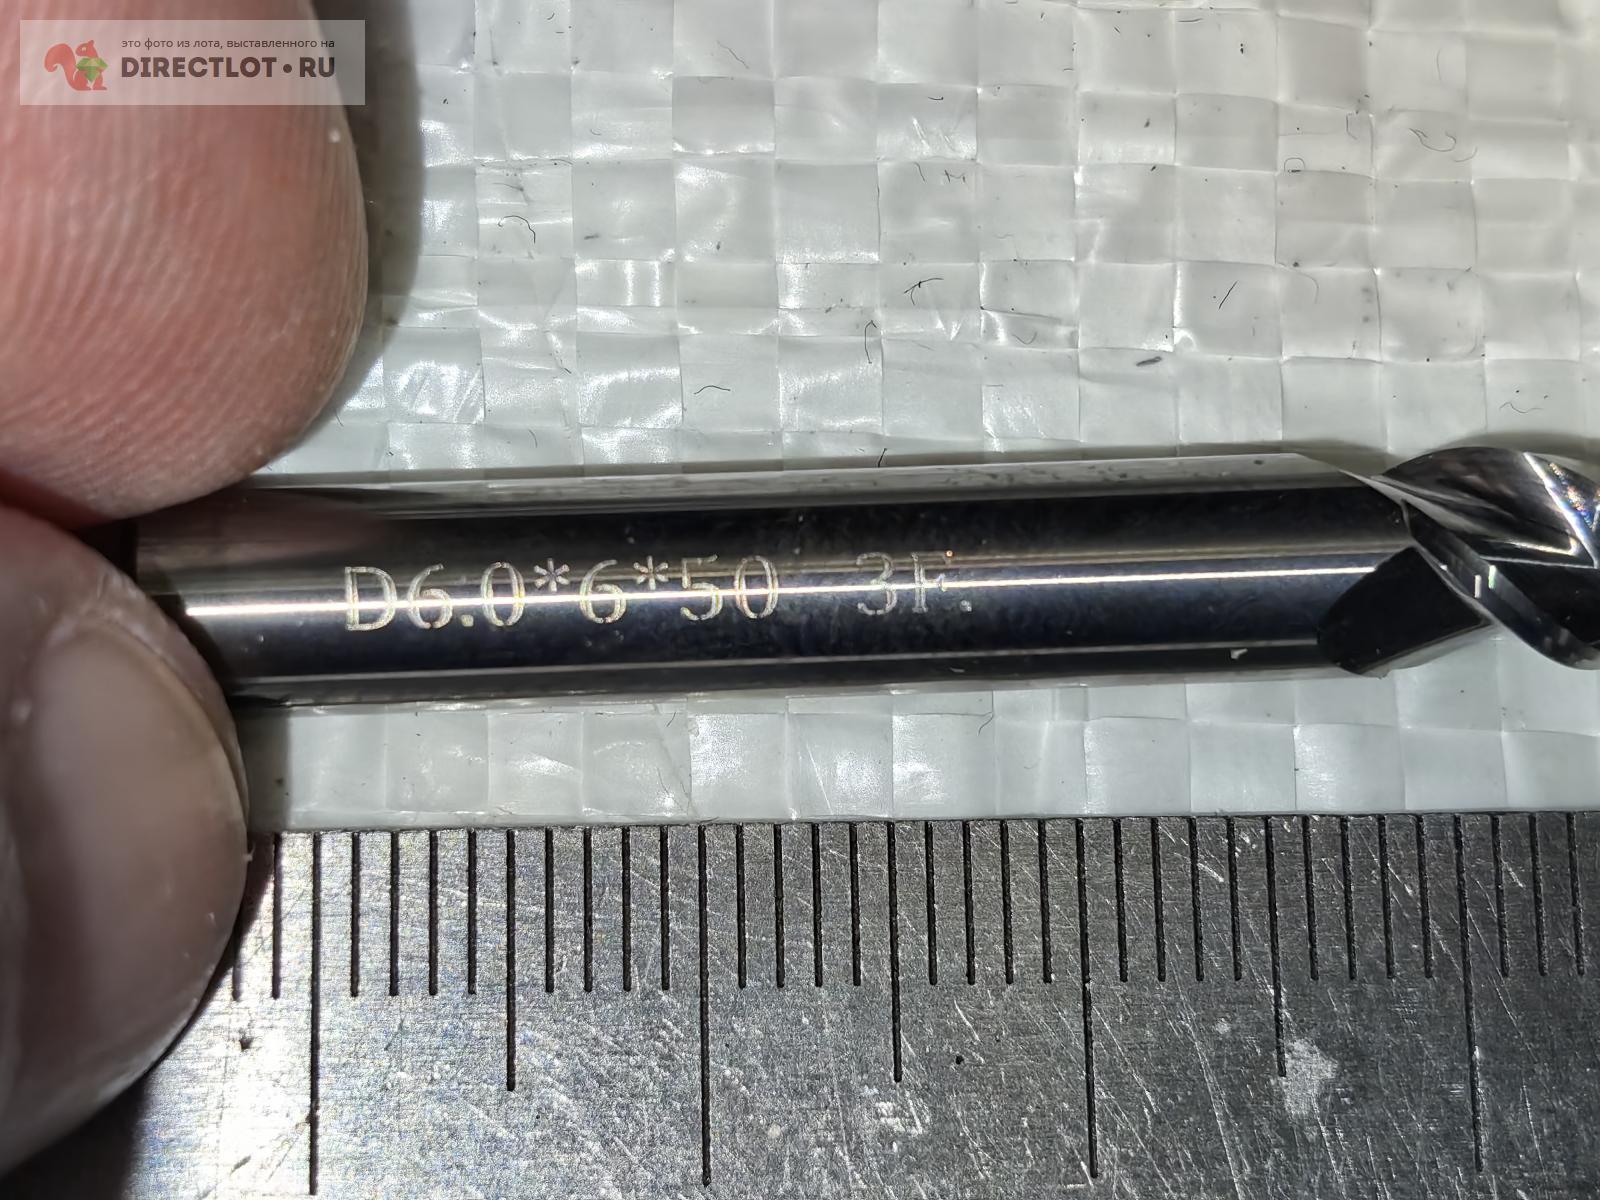 это фото из лота, выставленного на
DIRECTLOT•RU
D6.0*6*50 3F.